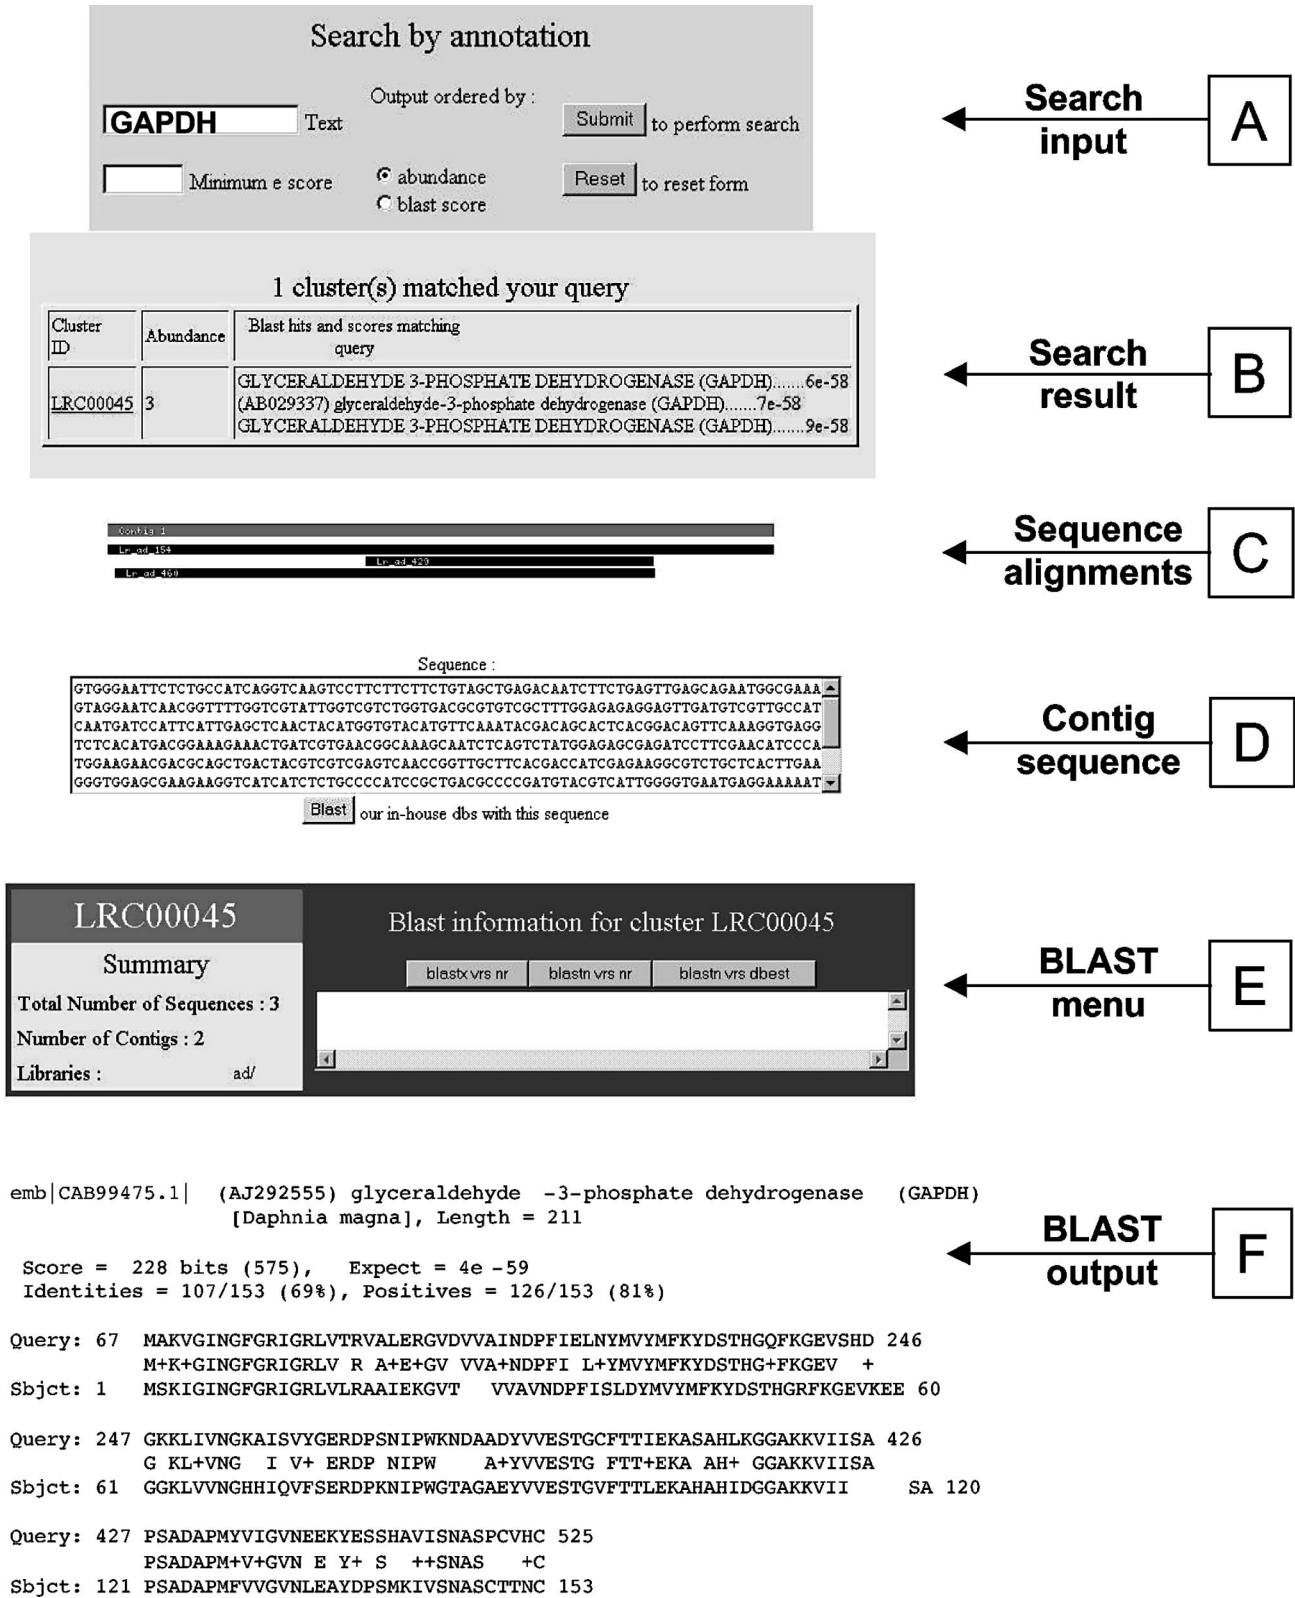 Search by annotation
Output ordered by :
GAPDH Text
Submit to perform search
Minimum e score
abundance
blast score
Reset to reset form
Search input
A
1 cluster(s) matched your query
Cluster ID
Abundance
Blast hits and scores matching query
LRC00045
3
GLYCERALDEHYDE 3-PHOSPHATE DEHYDROGENASE (GAPDH).......6e-58
(AB029337) glyceraldehyde-3-phosphate dehydrogenase (GAPDH).......7e-58
GLYCERALDEHYDE 3-PHOSPHATE DEHYDROGENASE (GAPDH).......9e-58
Search result
B
Contig 1
Lr_ad_154
Lr_ad_429
Lr_ad_460
Sequence alignments
C
Sequence :
GTGGGAATTCTCTGCCATCAGGTCAAGTCCTTCTTCTTCTGTAGCTGAGACAATCTTCTGAGTTGAGCAGAATGGCGAAA
GTAGGAATCAACGGTTTTGGTCGTATTGGTCGTCTGGTGACGCGTGTCGCTTTGGAGAGAGGAGTTGATGTCGTTGCCAT
CAATGATCCATTCATTGAGCTCAACTACATGGTGTACATGTTCAAATACGACAGCACTCACGGACAGTTCAAAGGTGAGG
TCTCACATGACGGAAAGAAACTGATCGTGAACGGCAAAGCAATCTCAGTCTATGGAGAGCGAGATCCTTCGAACATCCCA
TGGAAGAACGACGCAGCTGACTACGTCGTCGAGTCAACCGGTTGCTTCACGACCATCGAGAAGGCGTCTGCTCACTTGAA
GGGTGGAGCGAAGAAGGTCATCATCTCTGCCCCATCCGCTGACGCCCCGATGTACGTCATTGGGGTGAATGAGGAAAAAT
Blast our in-house dbs with this sequence
Contig sequence
D
LRC00045
Summary
Total Number of Sequences : 3
Number of Contigs : 2
Libraries : ad/
Blast information for cluster LRC00045
blastx vrs nr blastn vrs nr blastn vrs dbest
BLAST menu
E
emb|CAB99475.1| (AJ292555) glyceraldehyde -3-phosphate dehydrogenase (GAPDH)
[Daphnia magna], Length = 211
Score = 228 bits (575), Expect = 4e -59
Identities = 107/153 (69%), Positives = 126/153 (81%)
Query: 67 MAKVGINGFGRIGRLVTRVALERGVDVVAINDPFIELNYMVYMFKYDSTHGQFKGEVSHD 246
M+K+GINGFGRIGRLV R A+E+GV VVA+NDPFI L+YMVYMFKYDSTHG+FKGEV +
Sbjct: 1 MSKIGINGFGRIGRLVLRAAIEKGVT VVAVNDPFISLDYMVYMFKYDSTHGRFKGEVKEE 60
Query: 247 GKKLIVNGKAISVYGERDPSNIPWKNDAADYVVESTGCFTTIEKASAHLKGGAKKVIISA 426
G KL+VNG I V+ ERDP NIPW A+YVVESTG FTT+EKA AH+ GGAKKVIISA
Sbjct: 61 GGKLVVNGHHIQVFSERDPKNIPWGTAGAEYVVESTGVFTTLEKAHAHIDGGAKKVII SA 120
Query: 427 PSADAPMYVIGVNEEKYESSHAVISNASPCVHC 525
PSADAPM+V+GVN E Y+ S ++SNAS +C
Sbjct: 121 PSADAPMFVVGVNLEAYDPSMKIVSNASCTTNC 153
BLAST output
F